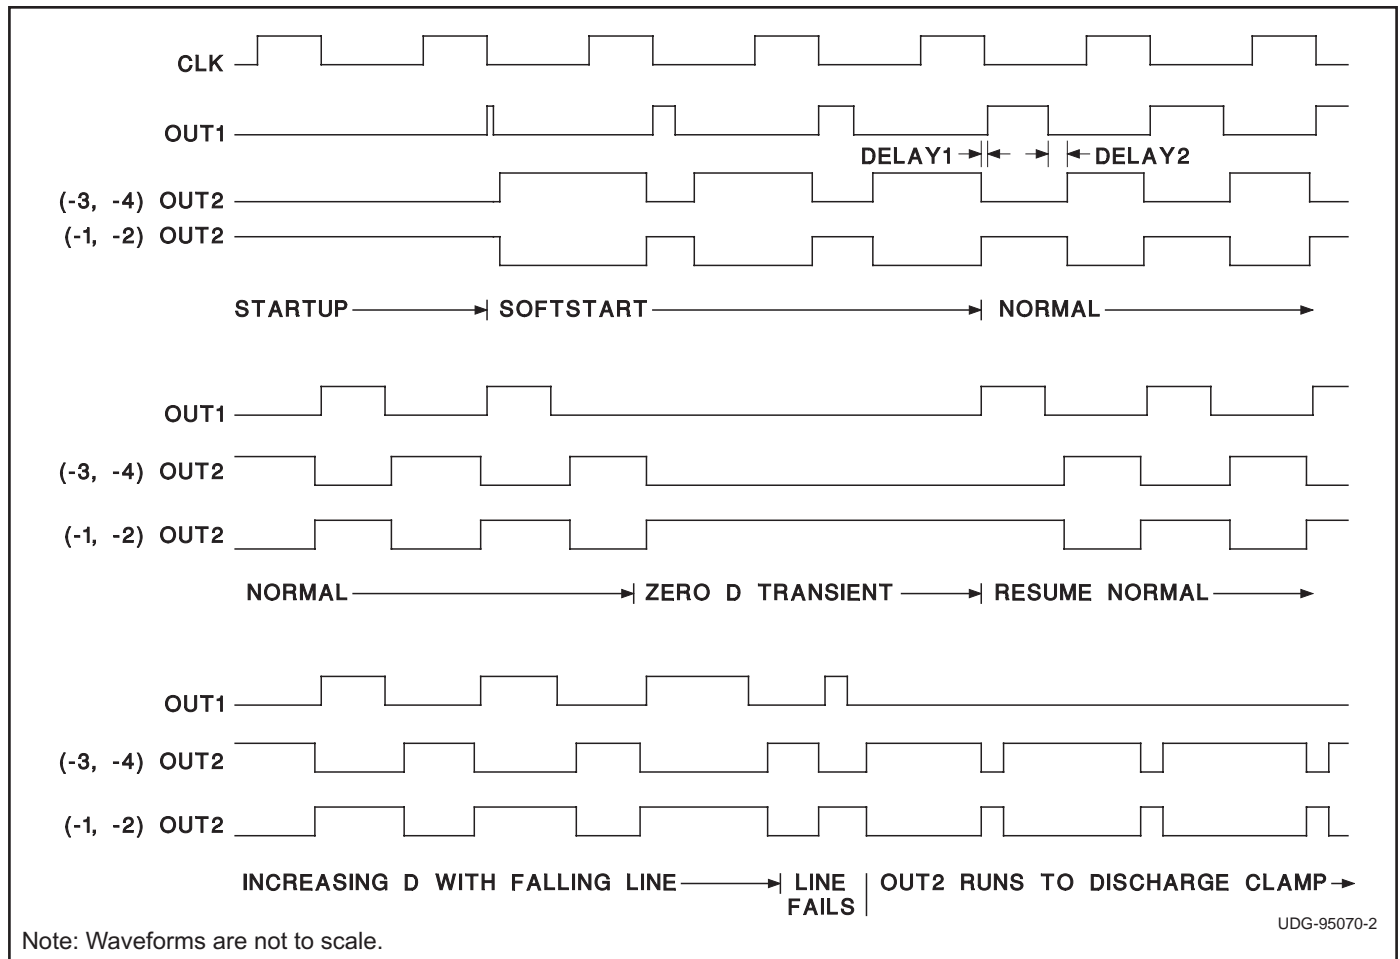 CLK
OUT1
DELAY1 DELAY2
(-3, -4) OUT2
(-1, -2) OUT2
STARTUP SOFTSTART NORMAL
OUT1
(-3, -4) OUT2
(-1, -2) OUT2
NORMAL ZERO D TRANSIENT RESUME NORMAL
OUT1
(-3, -4) OUT2
(-1, -2) OUT2
INCREASING D WITH FALLING LINE LINE OUT2 RUNS TO DISCHARGE CLAMP
FAILS
UDG-95070-2
Note: Waveforms are not to scale.